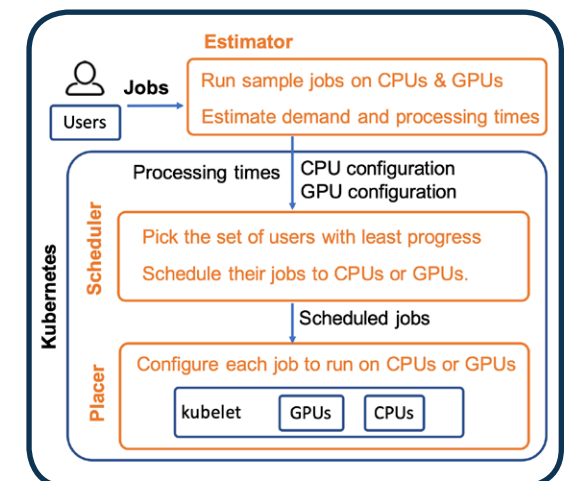 Estimator
Jobs
Users
Run sample jobs on CPUs & GPUs
Estimate demand and processing times
Processing times
CPU configuration
GPU configuration
Kubernetes
Scheduler
Pick the set of users with least progress
Schedule their jobs to CPUs or GPUs.
Scheduled jobs
Placer
Configure each job to run on CPUs or GPUs
kubelet
GPUs
CPUs